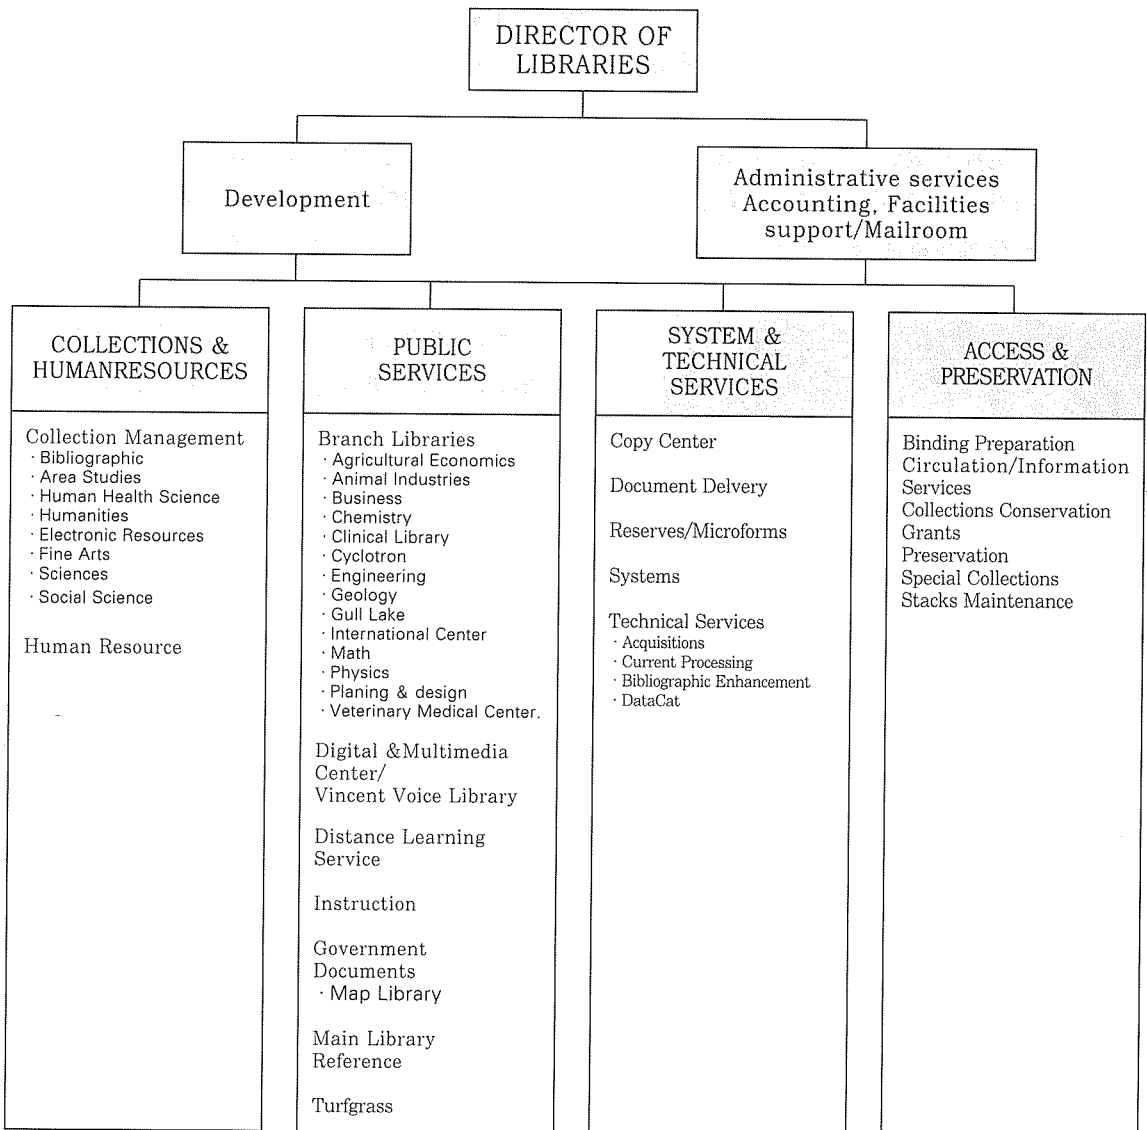 DIRECTOR OF
LIBRARIES
Development
Administrative services
Accounting, Facilities
support/Mailroom
COLLECTIONS &
HUMANRESOURCES
Collection Management
· Bibliographic
· Area Studies
· Human Health Science
· Humanities
· Electronic Resources
· Fine Arts
· Sciences
· Social Science
Human Resource
PUBLIC
SERVICES
Branch Libraries
· Agricultural Economics
· Animal Industries
· Business
· Chemistry
· Clinical Library
· Cyclotron
· Engineering
· Geology
· Gull Lake
· International Center
· Math
· Physics
· Planing & design
· Veterinary Medical Center.
Digital &Multimedia
Center/
Vincent Voice Library
Distance Learning
Service
Instruction
Government
Documents
· Map Library
Main Library
Reference
Turfgrass
SYSTEM &
TECHNICAL
SERVICES
Copy Center
Document Delvery
Reserves/Microforms
Systems
Technical Services
· Acquisitions
· Current Processing
· Bibliographic Enhancement
· DataCat
ACCESS &
PRESERVATION
Binding Preparation
Circulation/Information
Services
Collections Conservation
Grants
Preservation
Special Collections
Stacks Maintenance